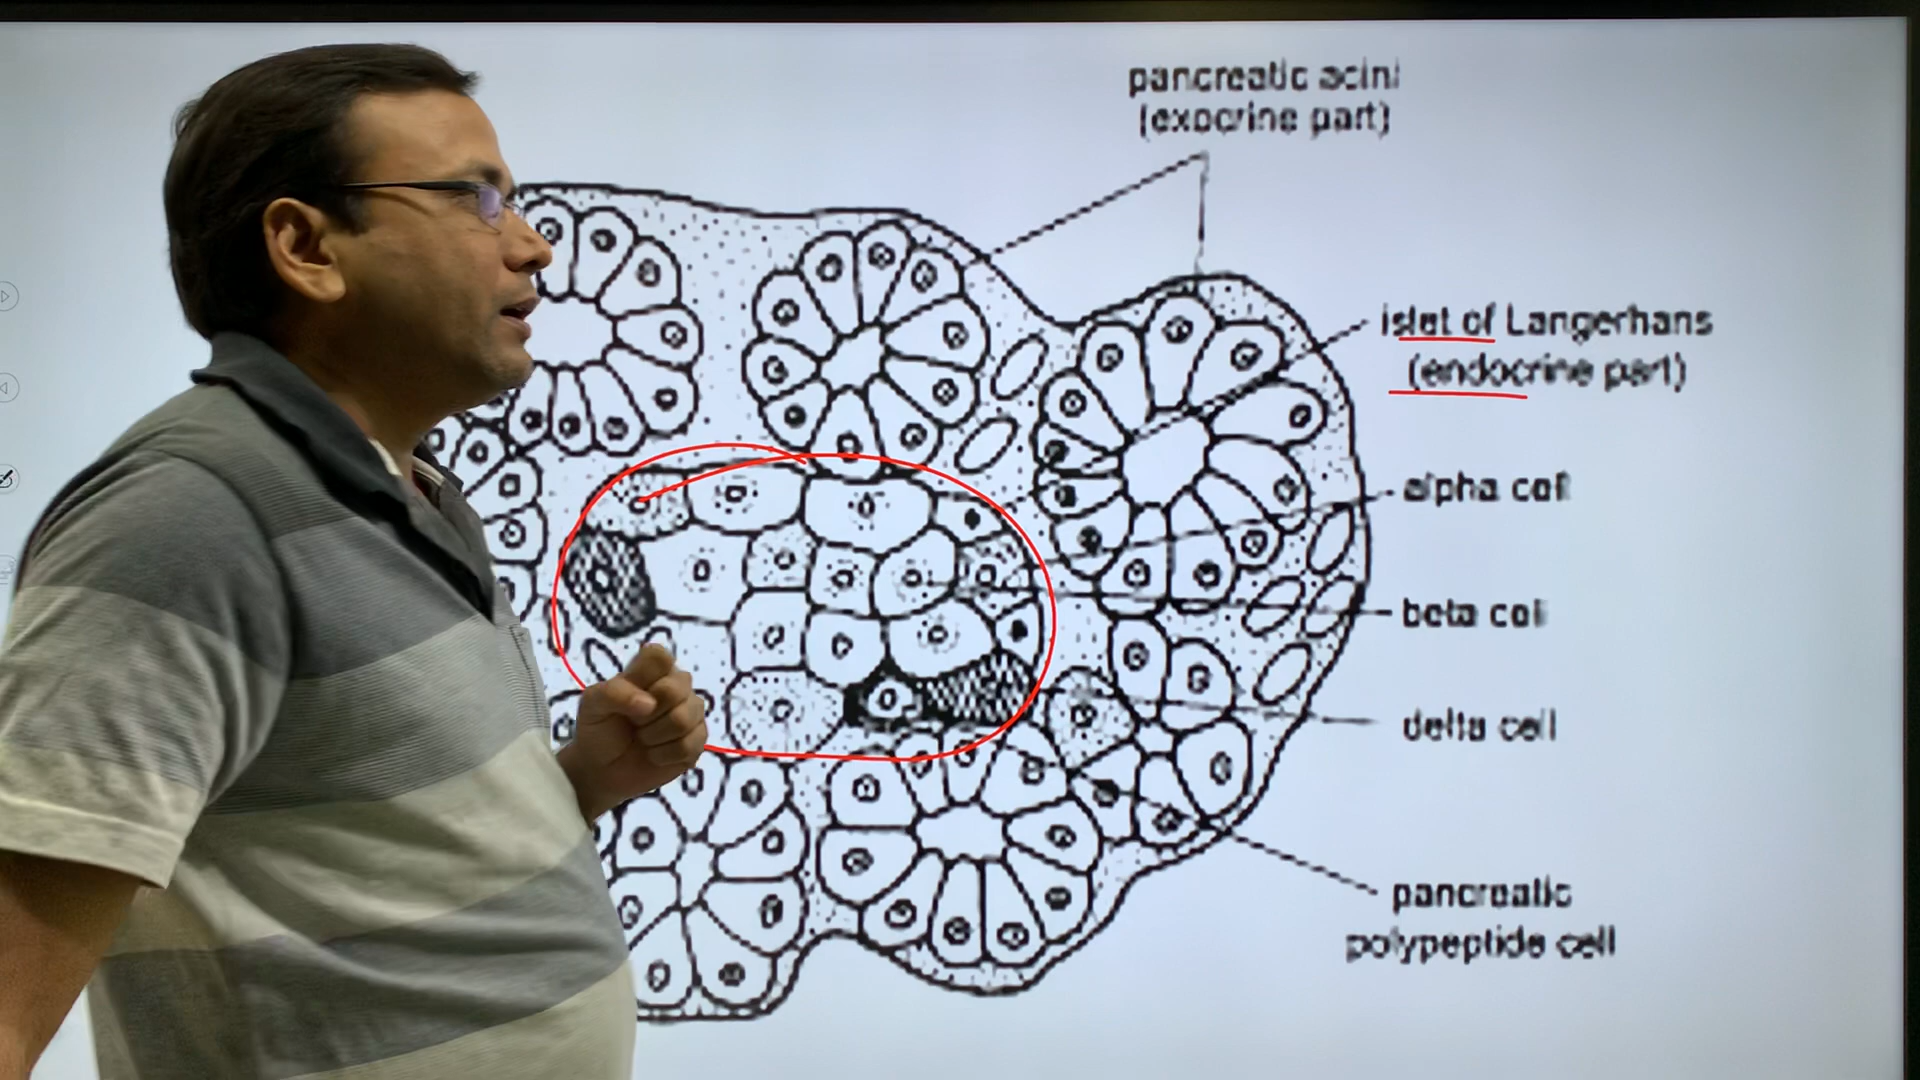 pancreatic acini
(exocrine part)
islet of Langerhans
(endocrine part)
alpha cell
beta cell
delta cell
pancreatic
polypeptide cell